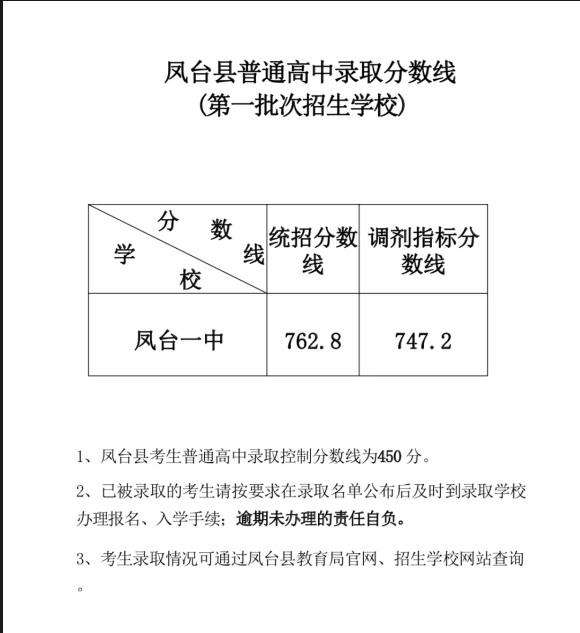 凤台县普通高中录取分数线
(第一批次招生学校)
分 数 线
学 校
统招分数线
调剂指标分数线
凤台一中
762.8
747.2
1、凤台县考生普通高中录取控制分数线为450 分。
2、已被录取的考生请按要求在录取名单公布后及时到录取学校
办理报名、入学手续；逾期未办理的责任自负。
3、考生录取情况可通过凤台县教育局官网、招生学校网站查询
。